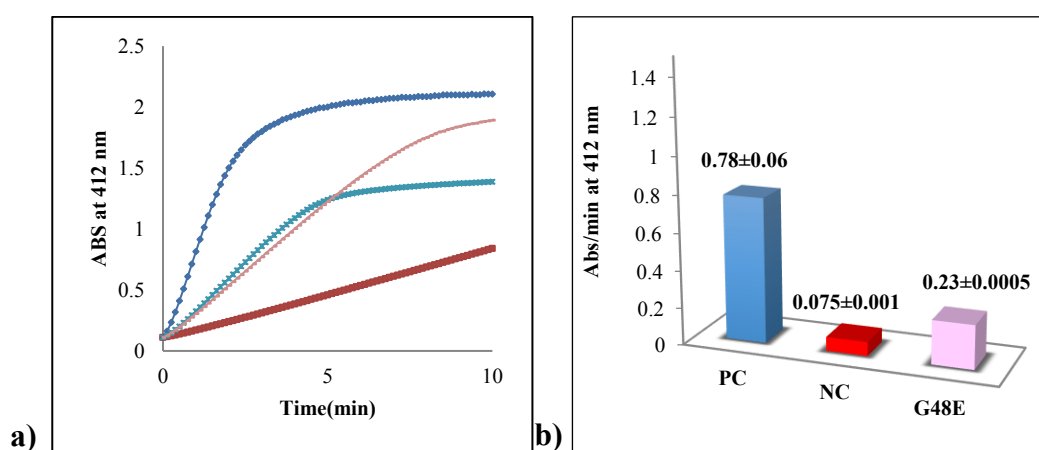 2.5
2
1.5
1
0.5
0
ABS at 412 nm
0
5
10
Time(min)
a)
1.4
1.2
1
0.8
0.6
0.4
0.2
0
Abs/min at 412 nm
0.78±0.06
0.075±0.001
0.23±0.0005
PC
NC
G48E
b)